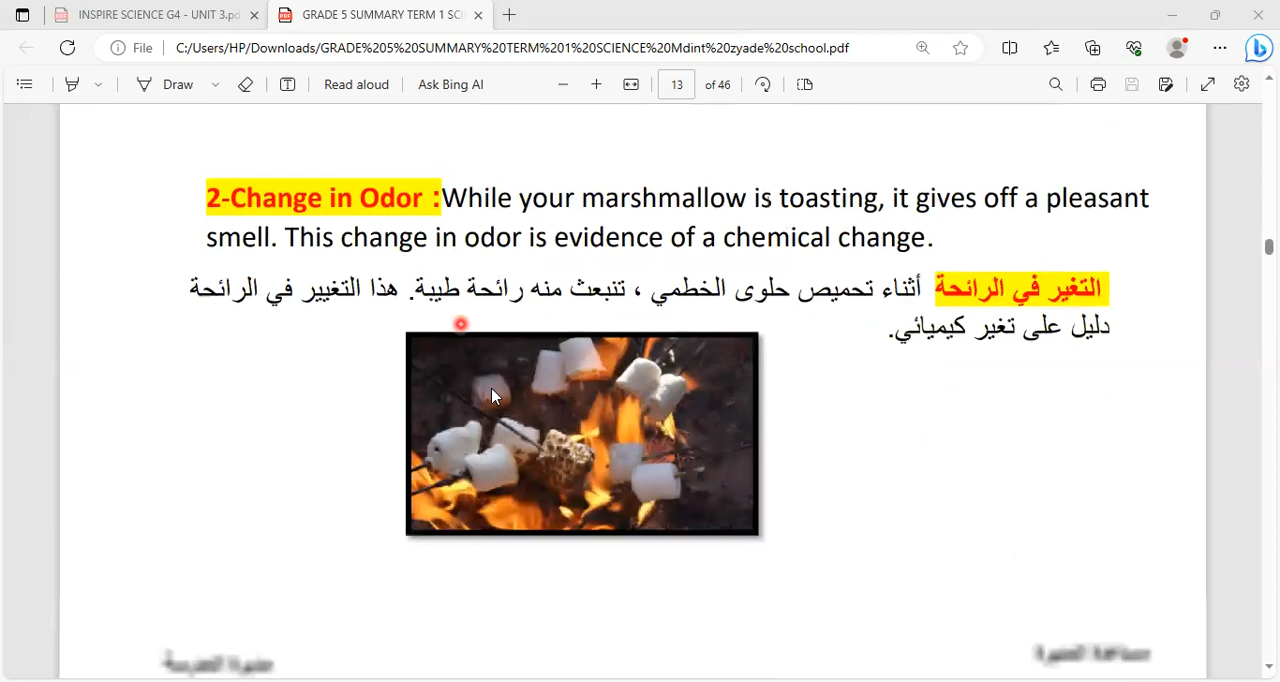 INSPIRE SCIENCE G4 - UNIT 3.pd
GRADE 5 SUMMARY TERM 1 SCI
File
C:/Users/HP/Downloads/GRADE%205%20SUMMARY%20TERM%201%20SCIENCE%20Mdint%20zyade%20school.pdf
Draw
Read aloud
Ask Bing AI
13 of 46
2-Change in Odor :While your marshmallow is toasting, it gives off a pleasant
smell. This change in odor is evidence of a chemical change.
التغير في الرائحة أثناء تحميص حلوى الخطمي ، تنبعث منه رائحة طيبة. هذا التغيير في الرائحة
دليل على تغير كيميائي.